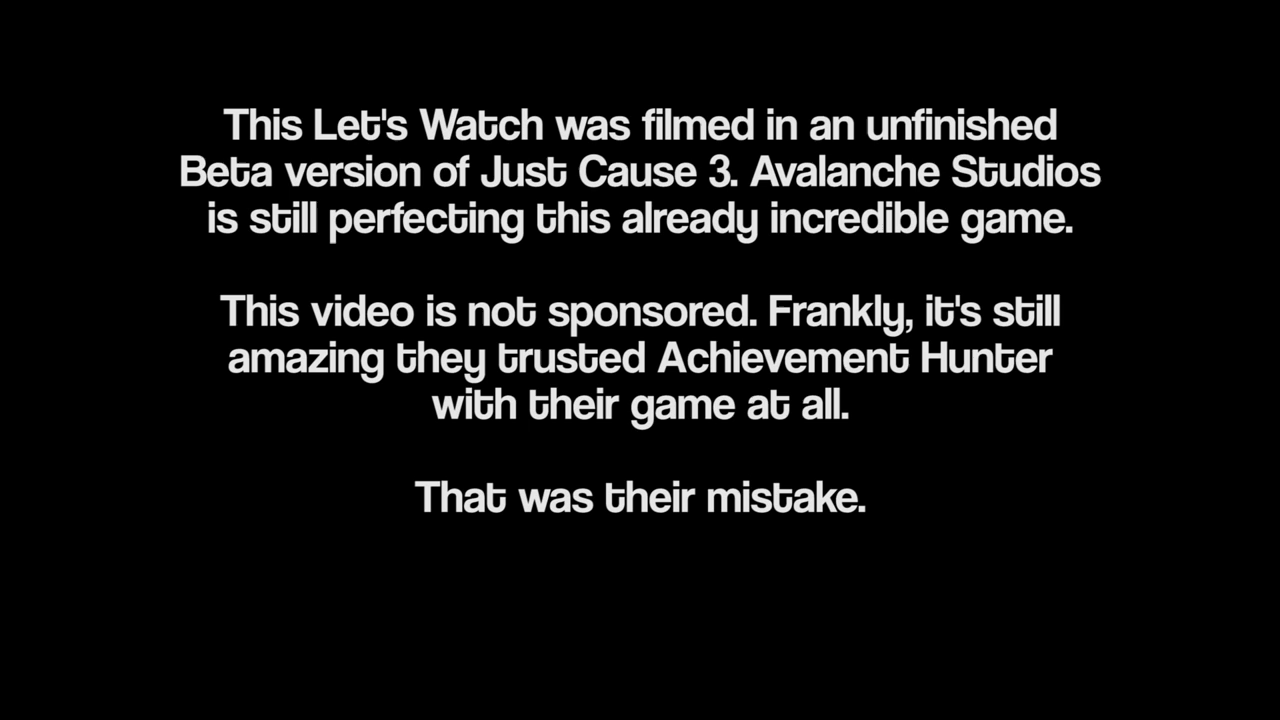 This Let's Watch was filmed in an unfinished
Beta version of Just Cause 3. Avalanche Studios
is still perfecting this already incredible game.
This video is not sponsored. Frankly, it's still
amazing they trusted Achievement Hunter
with their game at all.
That was their mistake.